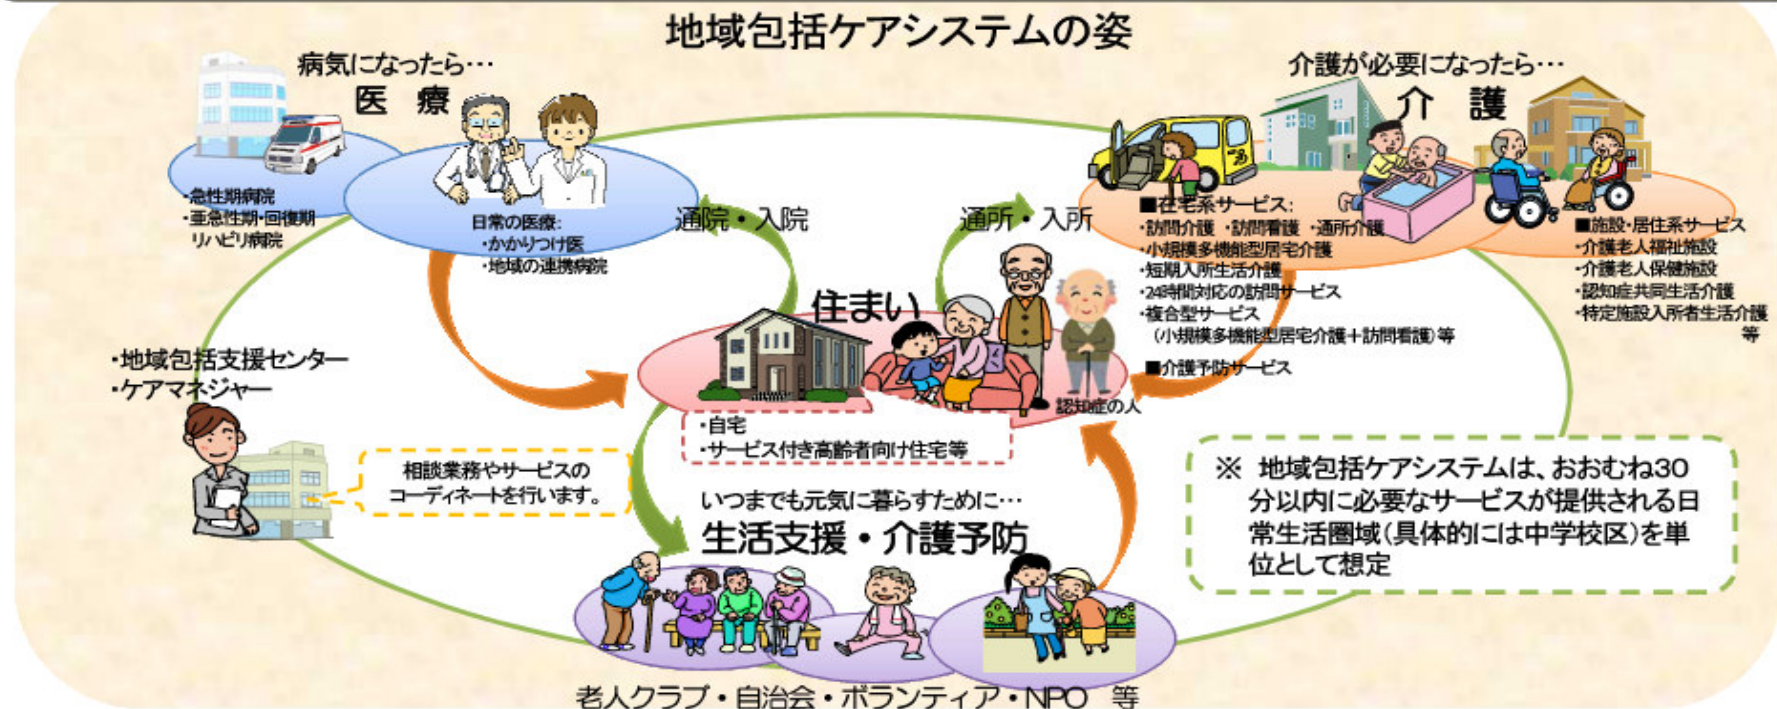 地域包括ケアシステムの姿
病気になったら…
医 療
介護が必要になったら…
介 護
・急性期病院
・亜急性期・回復期
リハビリ病院
日常の医療:
・かかりつけ医
・地域の連携病院
通院・入院
通所・入所
■在宅系サービス:
・訪問介護 ・訪問看護 ・通所介護
・小規模多機能型居宅介護
・短期入所生活介護
・24時間対応の訪問サービス
・複合型サービス
(小規模多機能型居宅介護+訪問看護)等
■介護予防サービス
■施設・居住系サービス
・介護老人福祉施設
・介護老人保健施設
・認知症共同生活介護
・特定施設入所者生活介護
等
住まい
認知症の人
・自宅
・サービス付き高齢者向け住宅等
・地域包括支援センター
・ケアマネジャー
相談業務やサービスの
コーディネートを行います。
いつまでも元気に暮らすために…
生活支援・介護予防
老人クラブ・自治会・ボランティア・NPO 等
※ 地域包括ケアシステムは、おおむね30
分以内に必要なサービスが提供される日
常生活圏域(具体的には中学校区)を単
位として想定